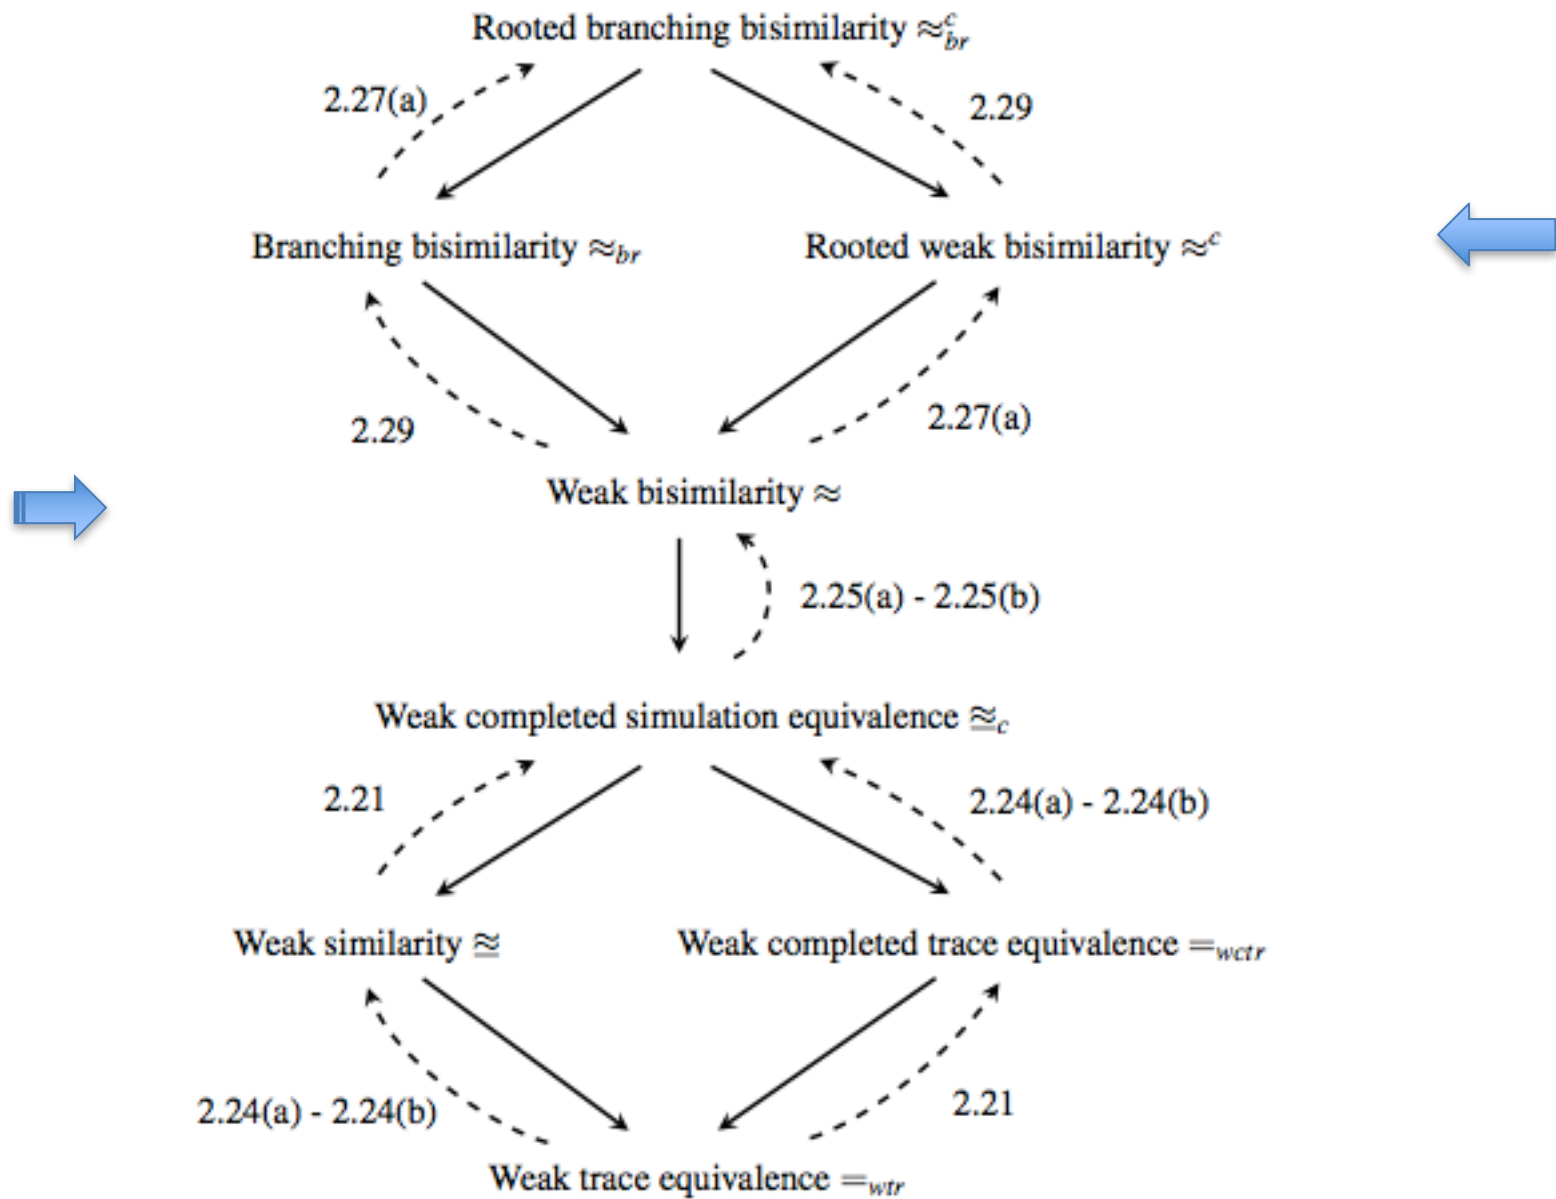 Rooted branching bisimilarity ≈ᶜ_br
2.27(a)
2.29
Branching bisimilarity ≈_br
Rooted weak bisimilarity ≈ᶜ
2.29
2.27(a)
Weak bisimilarity ≈
2.25(a) - 2.25(b)
Weak completed simulation equivalence ≊_c
2.21
2.24(a) - 2.24(b)
Weak similarity ≊
Weak completed trace equivalence =_wctr
2.24(a) - 2.24(b)
2.21
Weak trace equivalence =_wtr